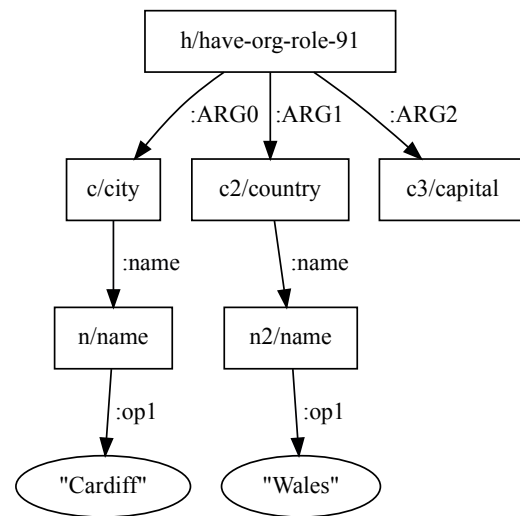 h/have-org-role-91
:ARG0 :ARG1 :ARG2
c/city c2/country c3/capital
:name :name
n/name n2/name
:op1 :op1
"Cardiff" "Wales"